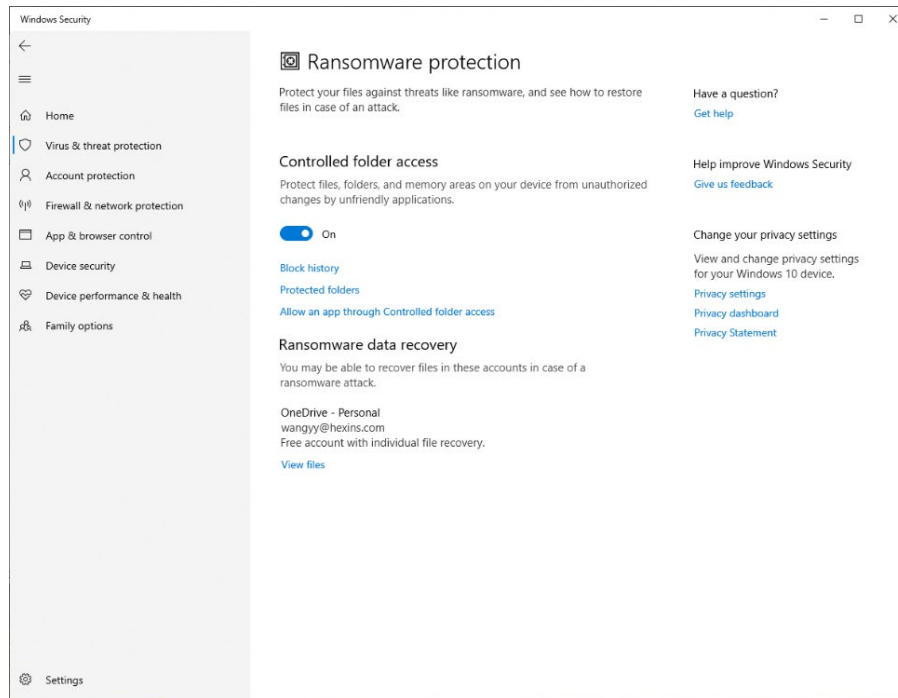 Windows Security
Home
Virus & threat protection
Account protection
Firewall & network protection
App & browser control
Device security
Device performance & health
Family options
Settings
Ransomware protection
Protect your files against threats like ransomware, and see how to restore
files in case of an attack.
Controlled folder access
Protect files, folders, and memory areas on your device from unauthorized
changes by unfriendly applications.
On
Block history
Protected folders
Allow an app through Controlled folder access
Ransomware data recovery
You may be able to recover files in these accounts in case of a
ransomware attack.
OneDrive - Personal
wangyy@hexins.com
Free account with individual file recovery.
View files
Have a question?
Get help
Help improve Windows Security
Give us feedback
Change your privacy settings
View and change privacy settings
for your Windows 10 device.
Privacy settings
Privacy dashboard
Privacy Statement